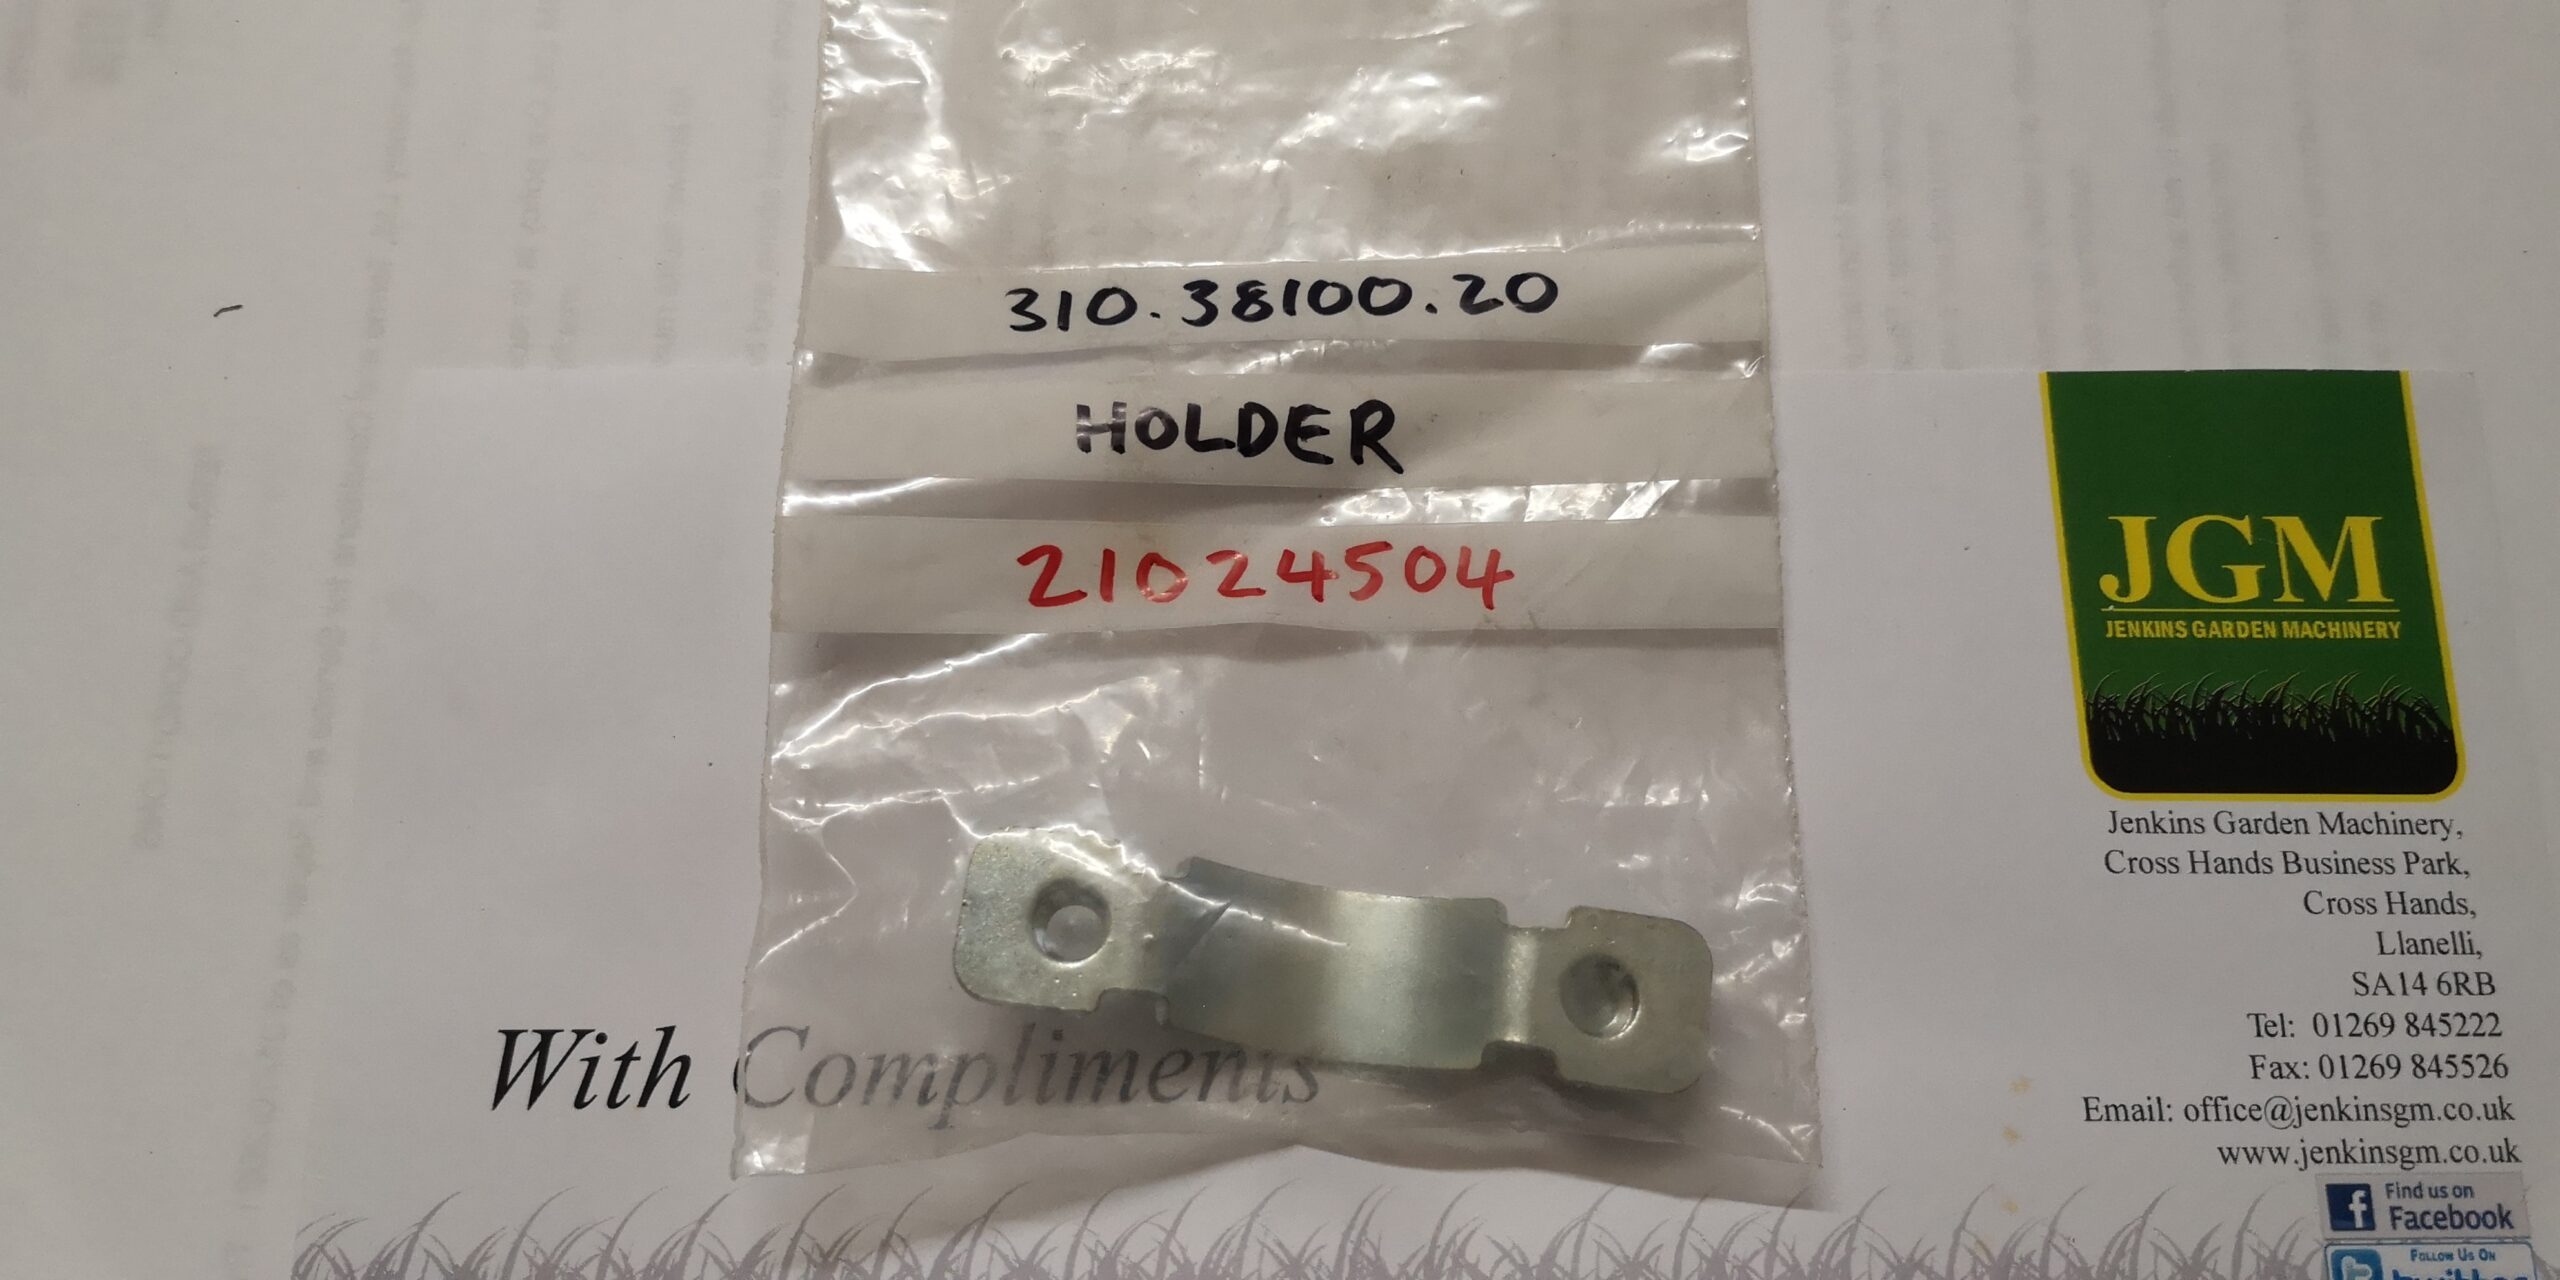 310.38100.20
HOLDER
21024504
With Compliments
JGM
JENKINS GARDEN MACHINERY
Jenkins Garden Machinery,
Cross Hands Business Park,
Cross Hands,
Llanelli,
SA14 6RB
Tel: 01269 845222
Fax: 01269 845526
Email: office@jenkinsgm.co.uk
www.jenkinsgm.co.uk
Find us on
Facebook
FOLLOW US ON